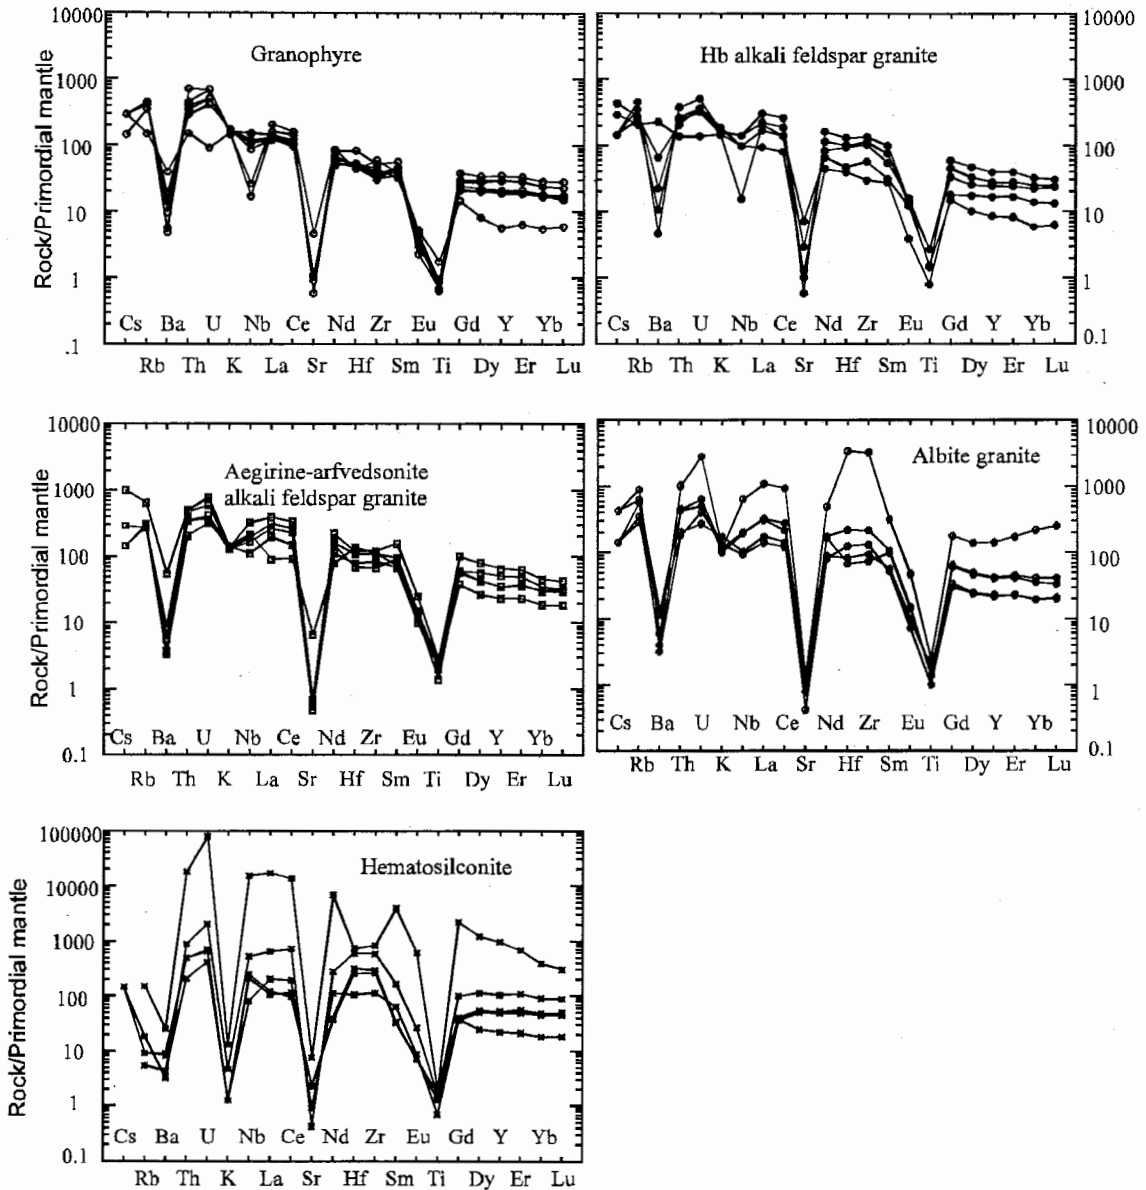 10000
1000
100
10
1
.1
Rock/Primordial mantle
Granophyre
Cs Ba U Nb Ce Nd Zr Eu Gd Y Yb
Rb Th K La Sr Hf Sm Ti Dy Er Lu
Hb alkali feldspar granite
10000
1000
100
10
1
0.1
Cs Ba U Nb Ce Nd Zr Eu Gd Y Yb
Rb Th K La Sr Hf Sm Ti Dy Er Lu
10000
1000
100
10
1
0.1
Rock/Primordial mantle
Aegirine-arfvedsonite
alkali feldspar granite
Cs Ba U Nb Ce Nd Zr Eu Gd Y Yb
Rb Th K La Sr Hf Sm Ti Dy Er Lu
Albite granite
10000
1000
100
10
1
0.1
Cs Ba U Nb Ce Nd Zr Eu Gd Y Yb
Rb Th K La Sr Hf Sm Ti Dy Er Lu
100000
10000
1000
100
10
1
0.1
Rock/Primordial mantle
Hematosilconite
Cs Ba U Nb Ce Nd Zr Eu Gd Y Yb
Rb Th K La Sr Hf Sm Ti Dy Er Lu